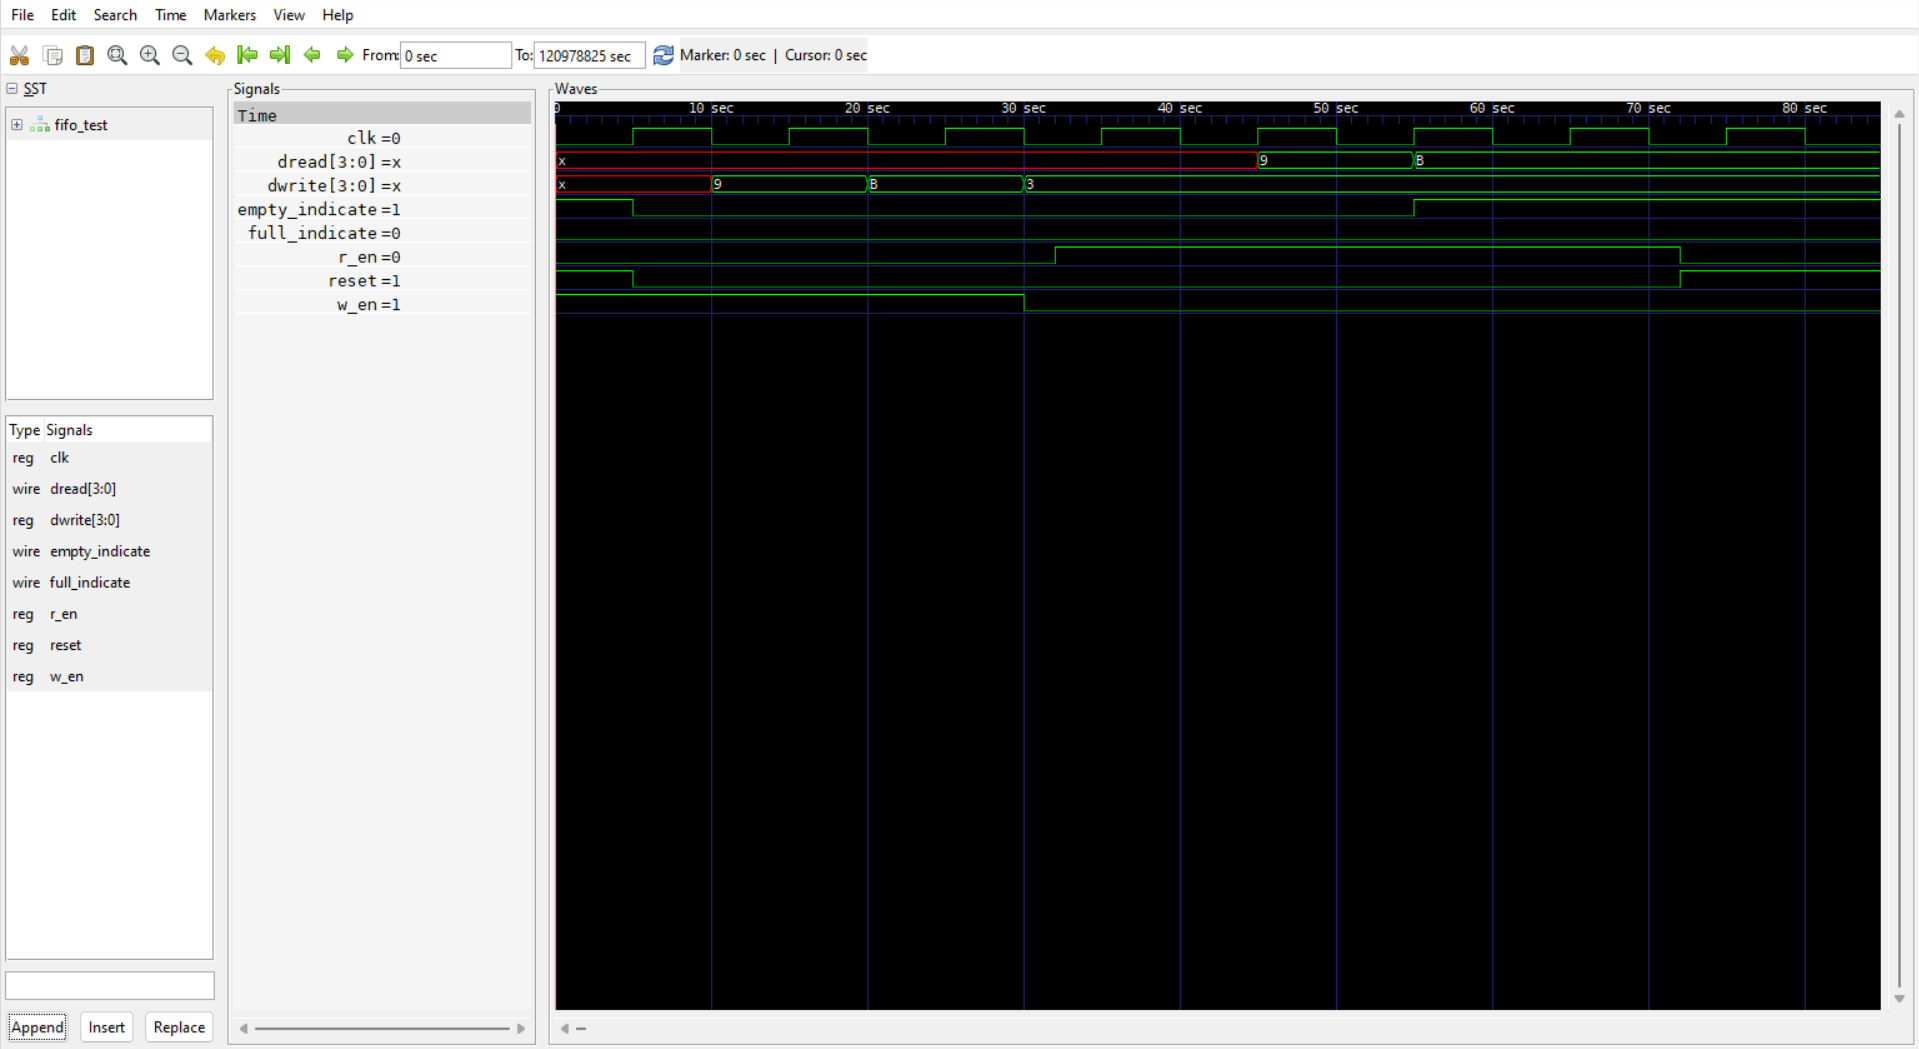 File Edit Search Time Markers View Help
From: 0 sec To: 120978825 sec Marker: 0 sec | Cursor: 0 sec
SST
fifo_test
Type Signals
reg clk
wire dread[3:0]
reg dwrite[3:0]
wire empty_indicate
wire full_indicate
reg r_en
reg reset
reg w_en
Append Insert Replace
Signals
Time
clk =0
dread[3:0] =x
dwrite[3:0] =x
empty_indicate =1
full_indicate =0
r_en =0
reset =1
w_en =1
Waves
0 10 sec 20 sec 30 sec 40 sec 50 sec 60 sec 70 sec 80 sec
x 9 B
x 9 B 3